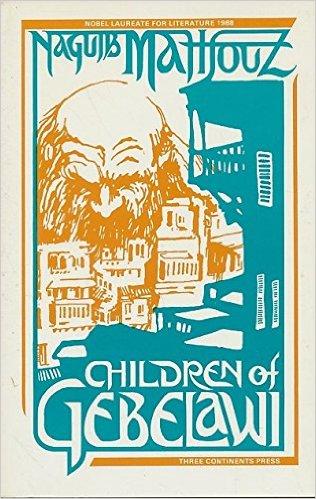 NOBEL LAUREATE FOR LITERATURE 1988
NAGUIB MAHFOUZ
CHILDREN of
GEBELAWI
THREE CONTINENTS PRESS